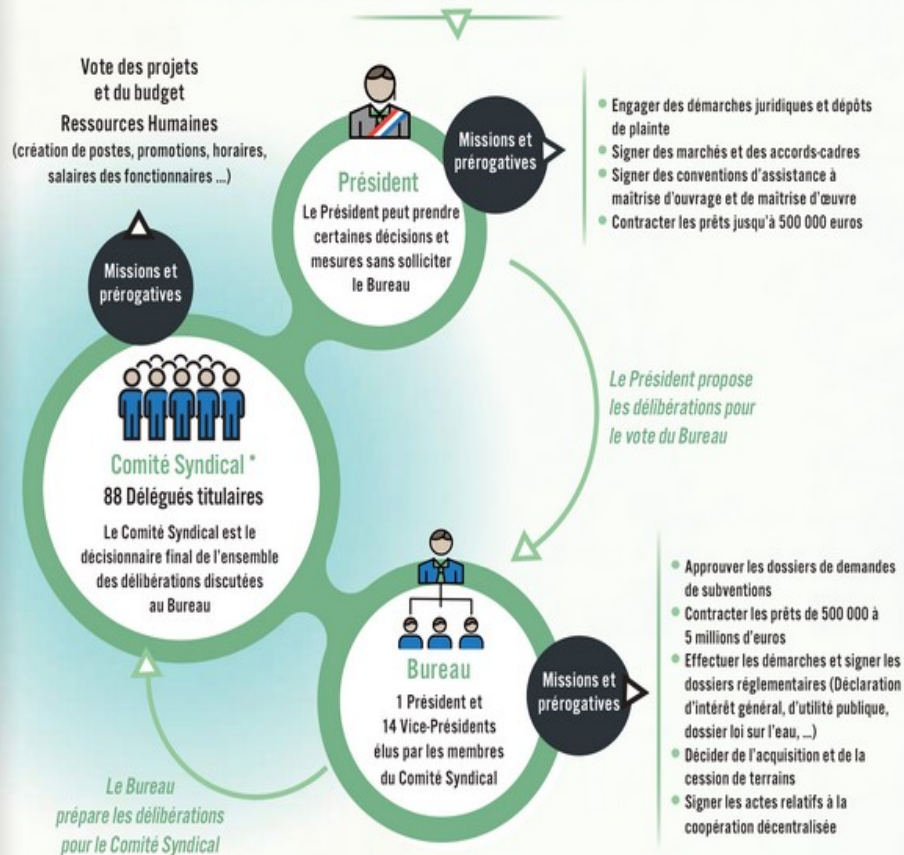 Vote des projets
et du budget
Ressources Humaines
(création de postes, promotions, horaires,
salaires des fonctionnaires ...)
Missions et
prérogatives
Président
Le Président peut prendre
certaines décisions et
mesures sans solliciter
le Bureau
Missions et
prérogatives
Engager des démarches juridiques et dépôts
de plainte
Signer des marchés et des accords-cadres
Signer des conventions d'assistance à
maîtrise d'ouvrage et de maîtrise d'œuvre
Contracter les prêts jusqu'à 500 000 euros
Le Président propose
les délibérations pour
le vote du Bureau
Comité Syndical *
88 Délégués titulaires
Le Comité Syndical est le
décisionnaire final de l'ensemble
des délibérations discutées
au Bureau
Bureau
1 Président et
14 Vice-Présidents
élus par les membres
du Comité Syndical
Missions et
prérogatives
Approuver les dossiers de demandes
de subventions
Contracter les prêts de 500 000 à
5 millions d'euros
Effectuer les démarches et signer les
dossiers réglementaires (Déclaration
d'intérêt général, d'utilité publique,
dossier loi sur l'eau, ...)
Décider de l'acquisition et de la
cession de terrains
Signer les actes relatifs à la
coopération décentralisée
Le Bureau
prépare les délibérations
pour le Comité Syndical